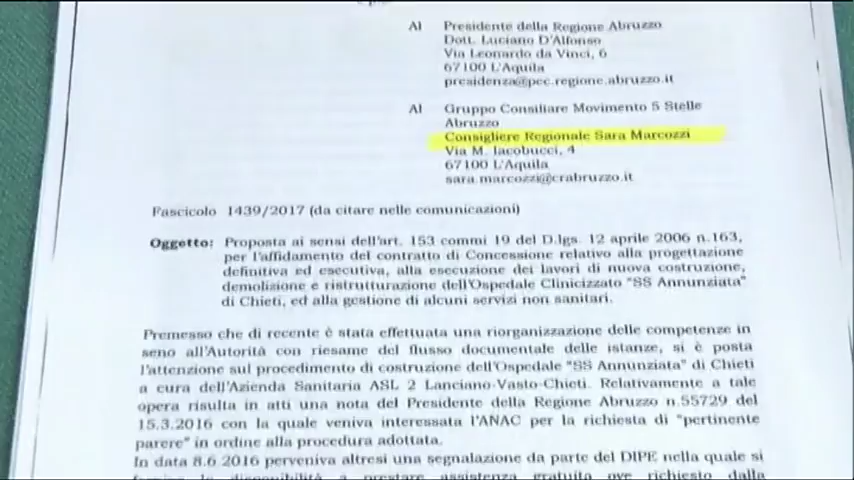 Al Presidente della Regione Abruzzo
Dott. Luciano D'Alfonso
Via Leonardo da Vinci, 6
67100 L'Aquila
presidenza@pec.regione.abruzzo.it
Al Gruppo Consiliare Movimento 5 Stelle
Abruzzo
Consigliere Regionale Sara Marcozzi
Via M. Iacobucci, 4
67100 L'Aquila
sara.marcozzi@crabruzzo.it
Fascicolo 1439/2017 (da citare nelle comunicazioni)
Oggetto: Proposta ai sensi dell'art. 153 commi 19 del D.lgs. 12 aprile 2006 n.163,
per l'affidamento del contratto di Concessione relativo alla progettazione
definitiva ed esecutiva, alla esecuzione dei lavori di nuova costruzione,
demolizione e ristrutturazione dell'Ospedale Clinicizzato "SS Annunziata"
di Chieti, ed alla gestione di alcuni servizi non sanitari.
Premesso che di recente è stata effettuata una riorganizzazione delle competenze in
seno all'Autorità con riesame del flusso documentale delle istanze, si è posta
l'attenzione sul procedimento di costruzione dell'Ospedale "SS Annunziata" di Chieti
a cura dell'Azienda Sanitaria ASL 2 Lanciano-Vasto-Chieti. Relativamente a tale
opera risulta in atti una nota del Presidente della Regione Abruzzo n.55729 del
15.3.2016 con la quale veniva interessata l'ANAC per la richiesta di "pertinente
parere" in ordine alla procedura adottata.
In data 8.6 2016 perveniva altresì una segnalazione da parte del DIPE nella quale si
la disponibilità a prestare assistenza gratuita ove richiesto dalla